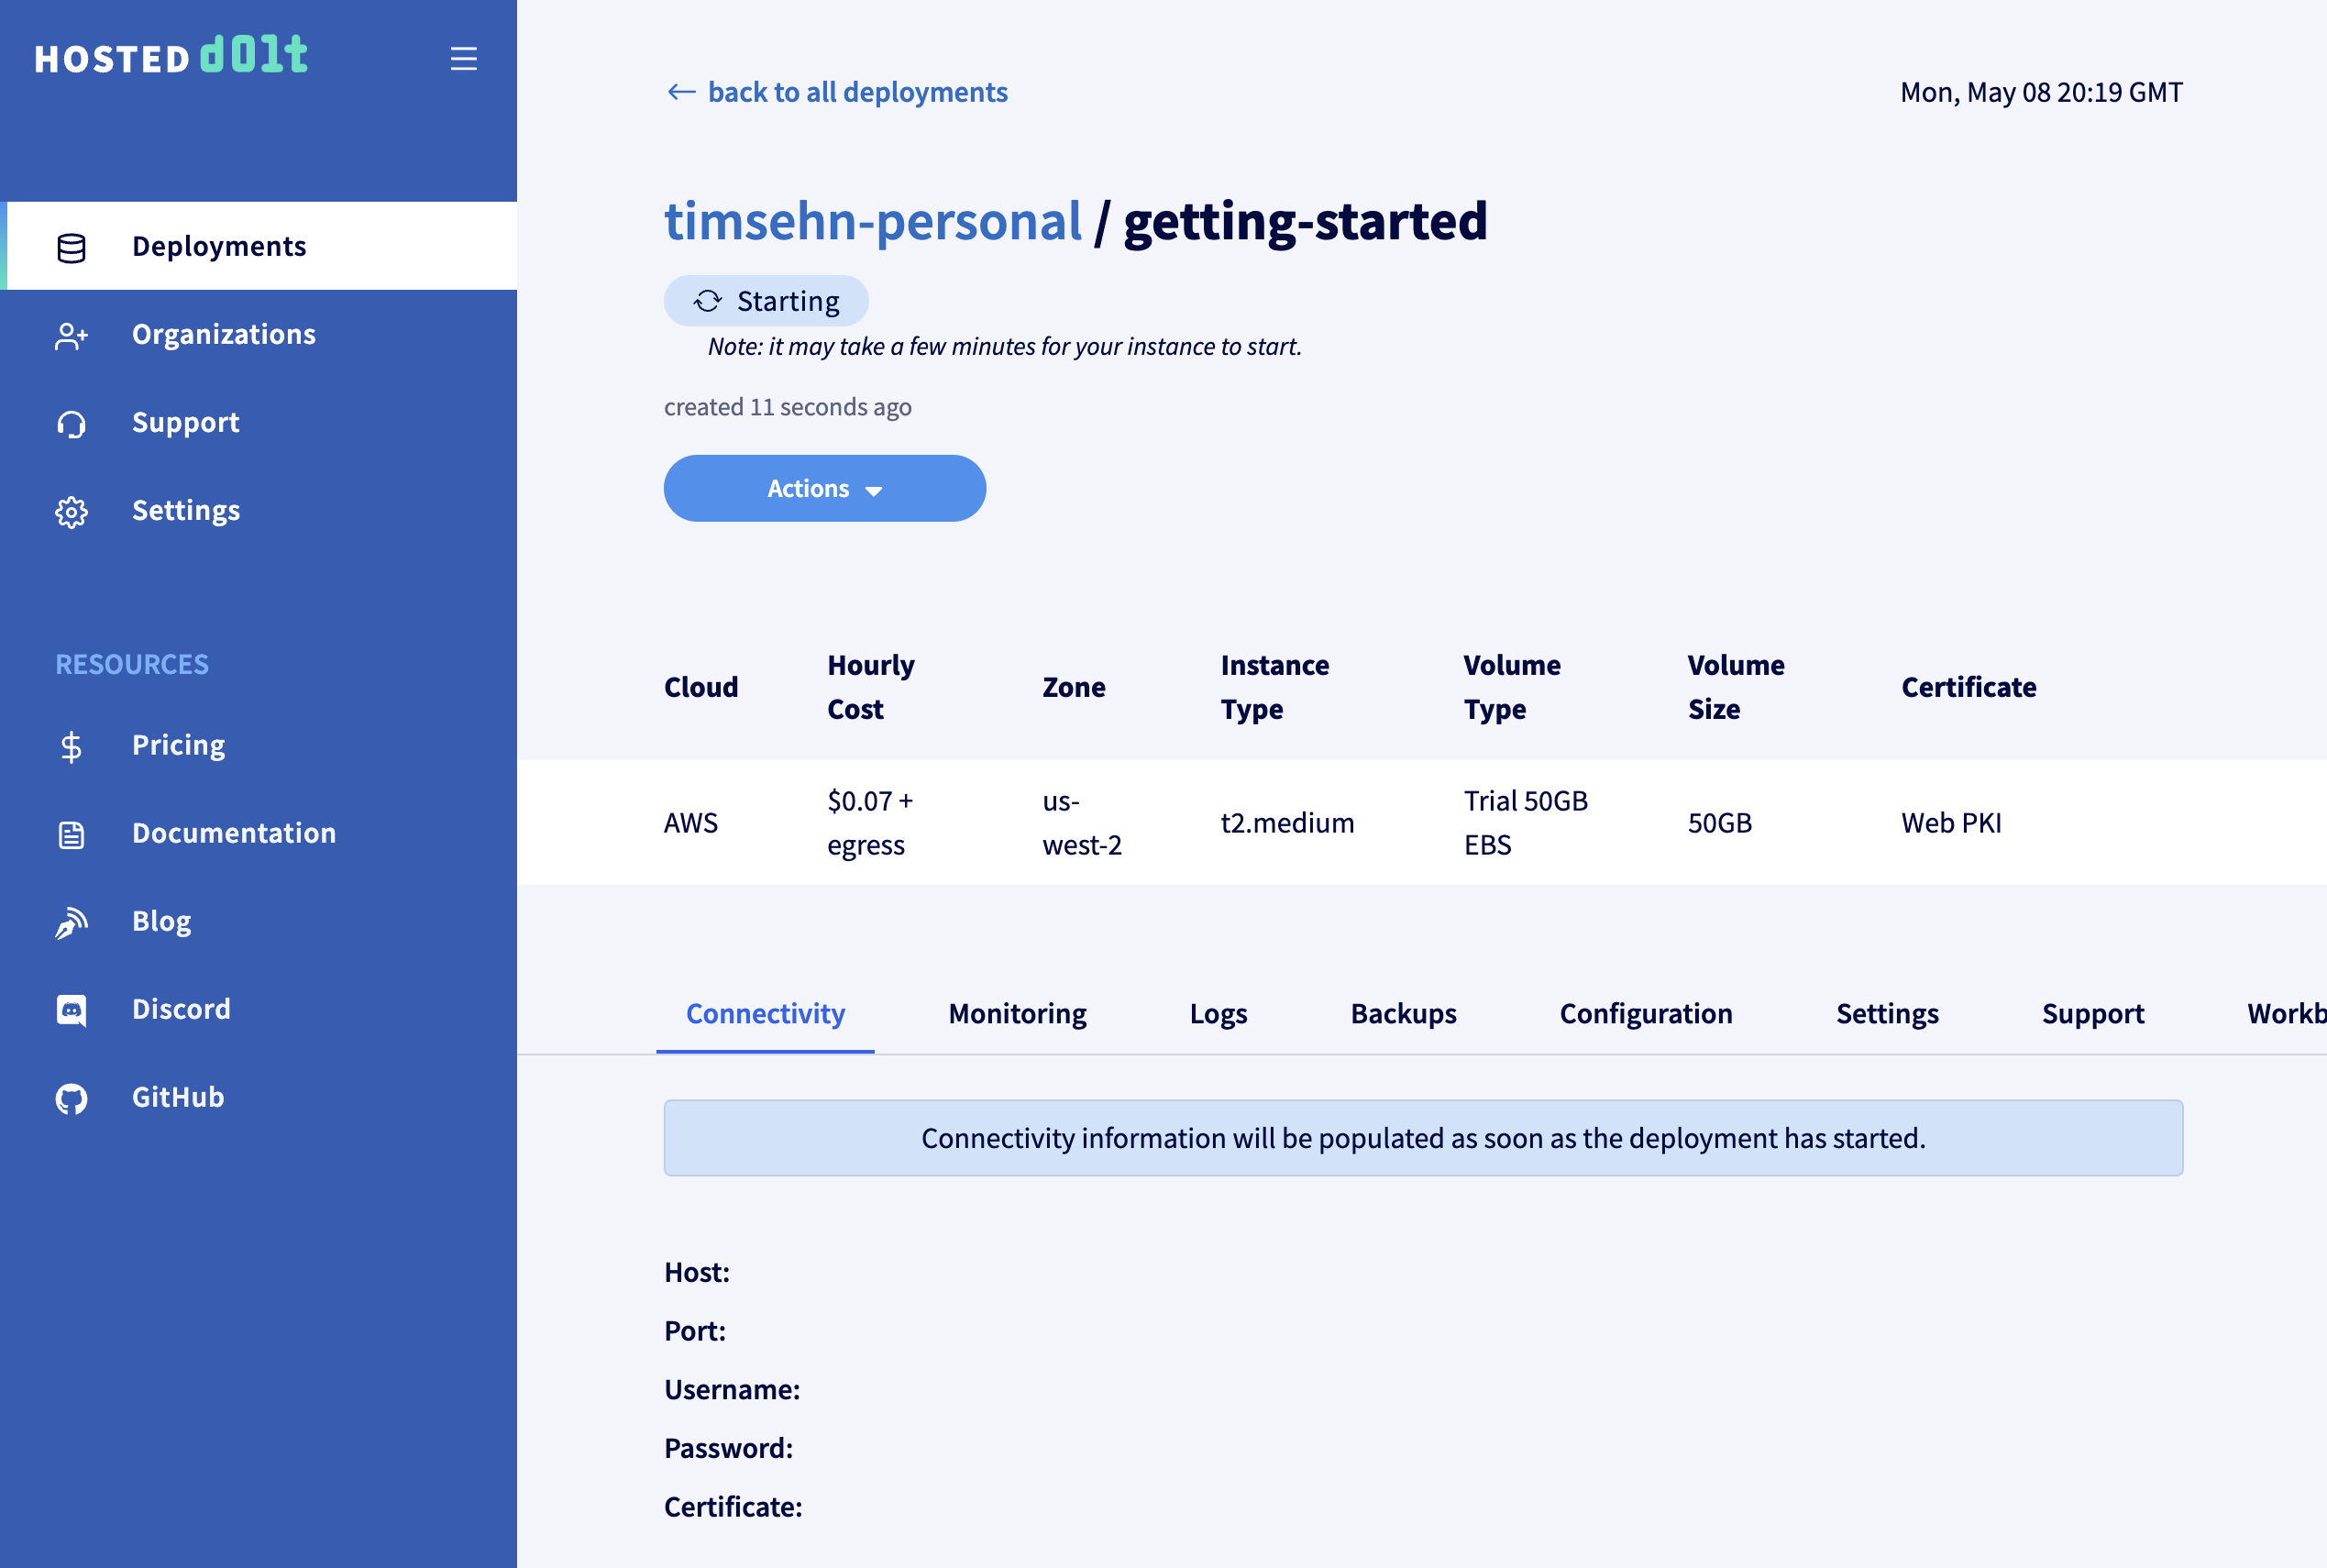 HOSTED dolt
Deployments
Organizations
Support
Settings
RESOURCES
Pricing
Documentation
Blog
Discord
GitHub
← back to all deployments
Mon, May 08 20:19 GMT
timsehn-personal / getting-started
Starting
Note: it may take a few minutes for your instance to start.
created 11 seconds ago
Actions
Cloud Hourly Cost Zone Instance Type Volume Type Volume Size Certificate
AWS $0.07 + egress us-west-2 t2.medium Trial 50GB EBS 50GB Web PKI
Connectivity Monitoring Logs Backups Configuration Settings Support Workb
Connectivity information will be populated as soon as the deployment has started.
Host:
Port:
Username:
Password:
Certificate: